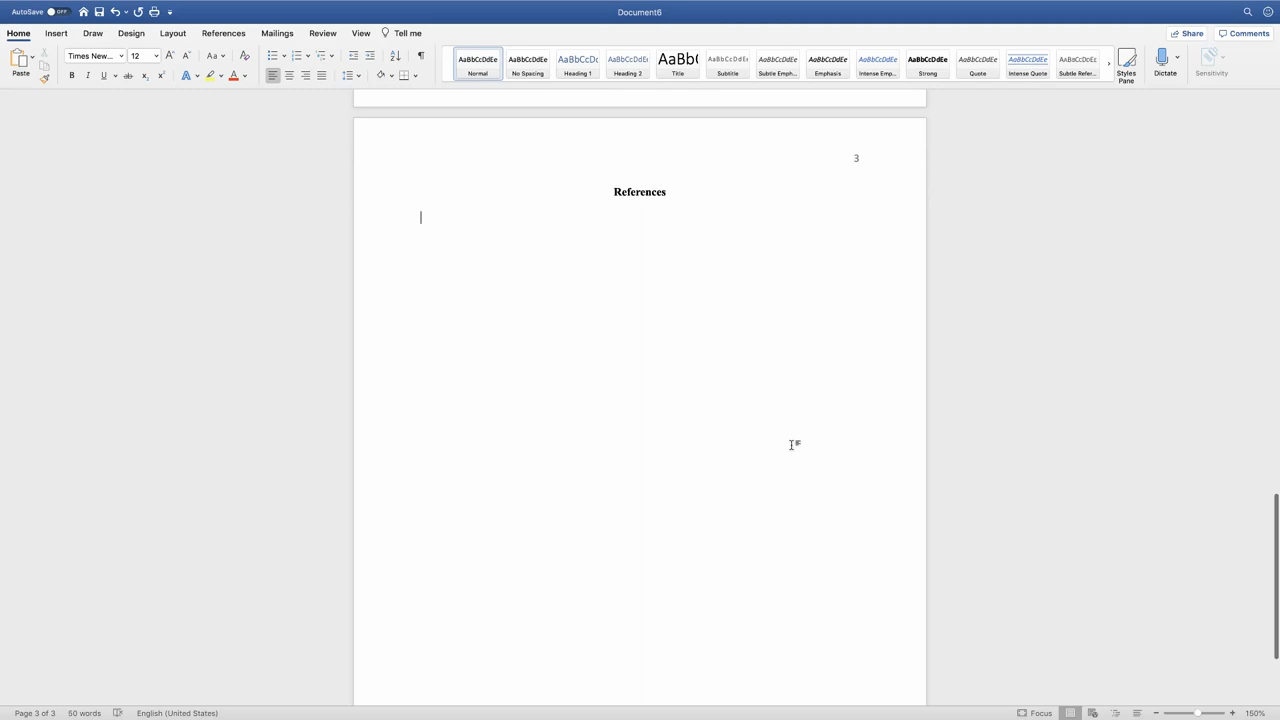 AutoSave OFF Document6
Home Insert Draw Design Layout References Mailings Review View Tell me Share Comments
Paste Times New... 12 A A Aa A
B I U ab x x A A
AaBbCcDdEe AaBbCcDdEe AaBbCcDc AaBbCcDdEe AaBb( AaBbCcDdEe AaBbCcDdEe AaBbCcDdEe AaBbCcDdEe AaBbCcDdEe AaBbCcDdEe AaBbCcDdEe AaBbCcDdEe
Normal No Spacing Heading 1 Heading 2 Title Subtitle Subtle Emph... Emphasis Intense Emp... Strong Quote Intense Quote Subtle Refer... Styles Pane Dictate Sensitivity
3
References
Page 3 of 3 50 words English (United States) Focus 150%